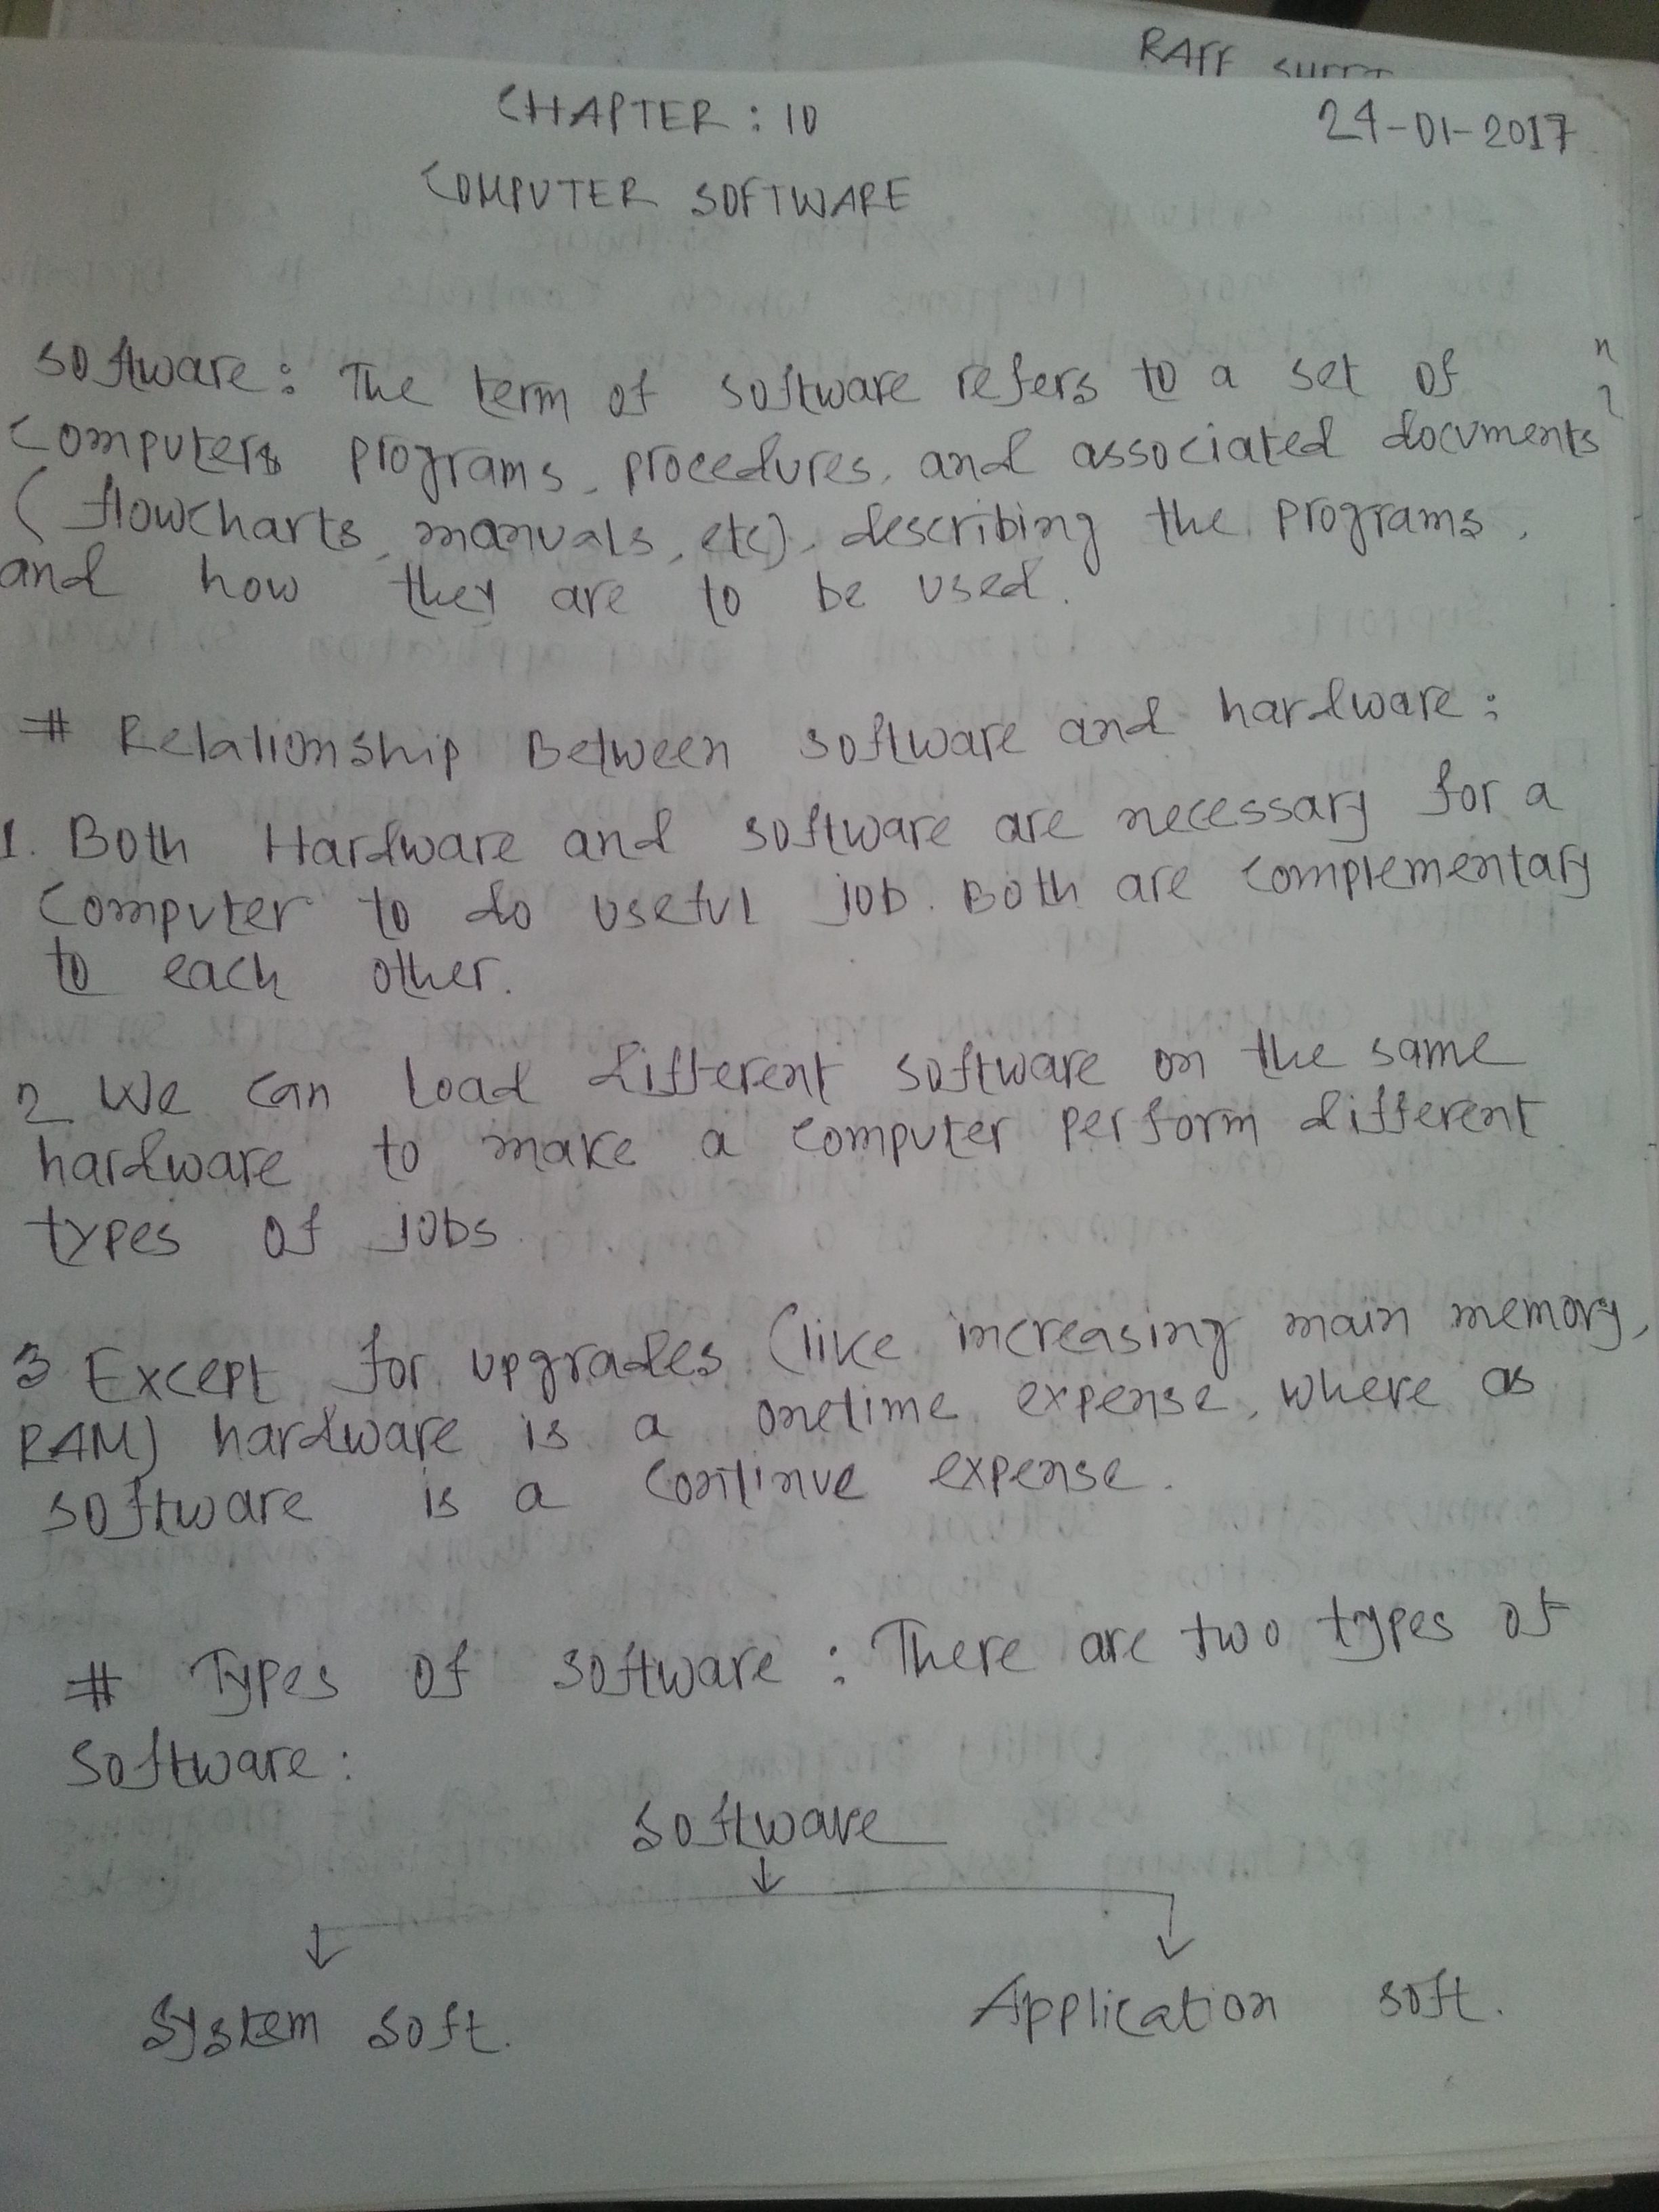 RAFF
CHAPTER : 10
24-01-2017
COMPUTER SOFTWARE
software : The term of software refers to a set of
computers programs, procedures, and associated documents
( flowcharts, manuals, etc), describing the programs,
and how they are to be used.
# Relationship Between software and hardware :
1. Both Hardware and software are necessary for a
computer to do useful job. Both are complementary
to each other.
2 We can load different software on the same
hardware to make a computer perform different
types of jobs.
3 Except for upgrades (like increasing main memory,
RAM) hardware is a onetime expense, where as
software is a continue expense.
# Types of software : There are two types of
software :
software
System soft.
Application soft.